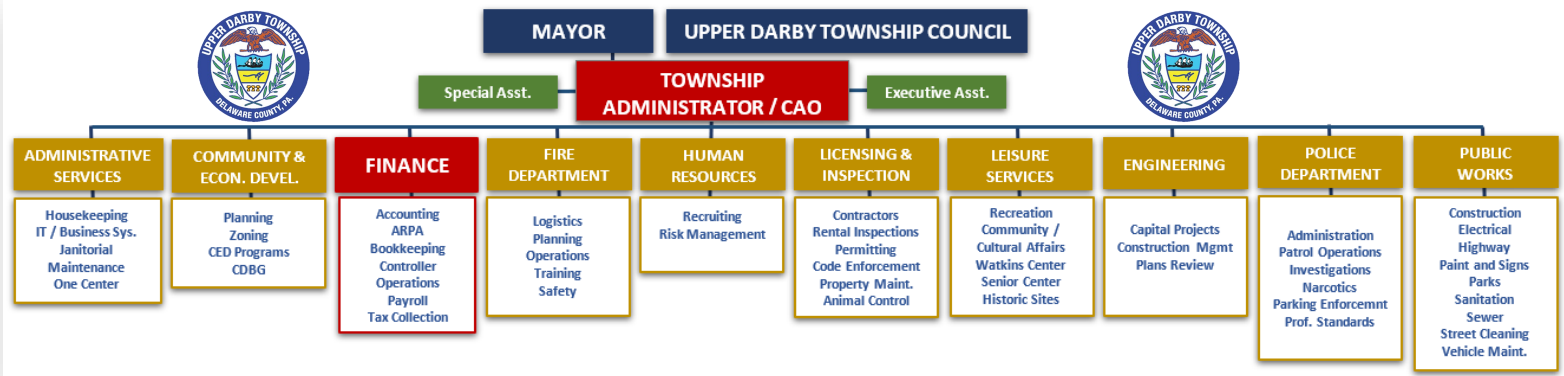 UPPER DARBY TOWNSHIP
DELAWARE COUNTY, PA.
MAYOR
UPPER DARBY TOWNSHIP COUNCIL
UPPER DARBY TOWNSHIP
DELAWARE COUNTY, PA.
Special Asst.
TOWNSHIP
ADMINISTRATOR / CAO
Executive Asst.
ADMINISTRATIVE
SERVICES
Housekeeping
IT / Business Sys.
Janitorial
Maintenance
One Center
COMMUNITY &
ECON. DEVEL.
Planning
Zoning
CED Programs
CDBG
FINANCE
Accounting
ARPA
Bookkeeping
Controller
Operations
Payroll
Tax Collection
FIRE
DEPARTMENT
Logistics
Planning
Operations
Training
Safety
HUMAN
RESOURCES
Recruiting
Risk Management
LICENSING &
INSPECTION
Contractors
Rental Inspections
Permitting
Code Enforcement
Property Maint.
Animal Control
LEISURE
SERVICES
Recreation
Community /
Cultural Affairs
Watkins Center
Senior Center
Historic Sites
ENGINEERING
Capital Projects
Construction Mgmt
Plans Review
POLICE
DEPARTMENT
Administration
Patrol Operations
Investigations
Narcotics
Parking Enforcemnt
Prof. Standards
PUBLIC
WORKS
Construction
Electrical
Highway
Paint and Signs
Parks
Sanitation
Sewer
Street Cleaning
Vehicle Maint.